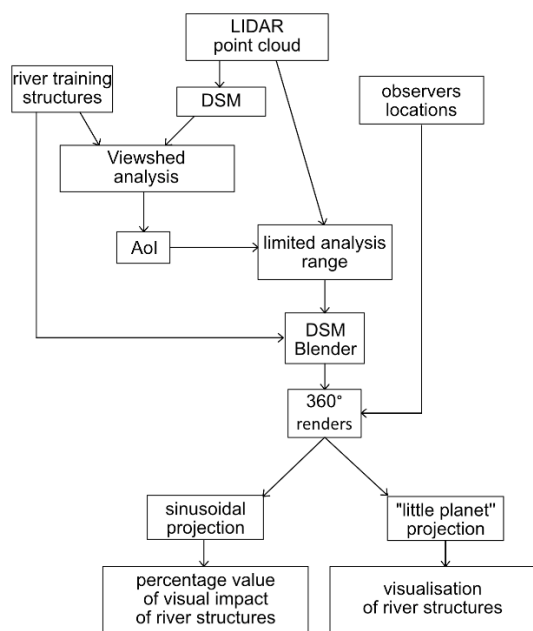 LIDAR
point cloud
river training
structures
DSM
observers
locations
Viewshed
analysis
AoI
limited analysis
range
DSM
Blender
360°
renders
sinusoidal
projection
"little planet"
projection
percentage value
of visual impact
of river structures
visualisation
of river structures